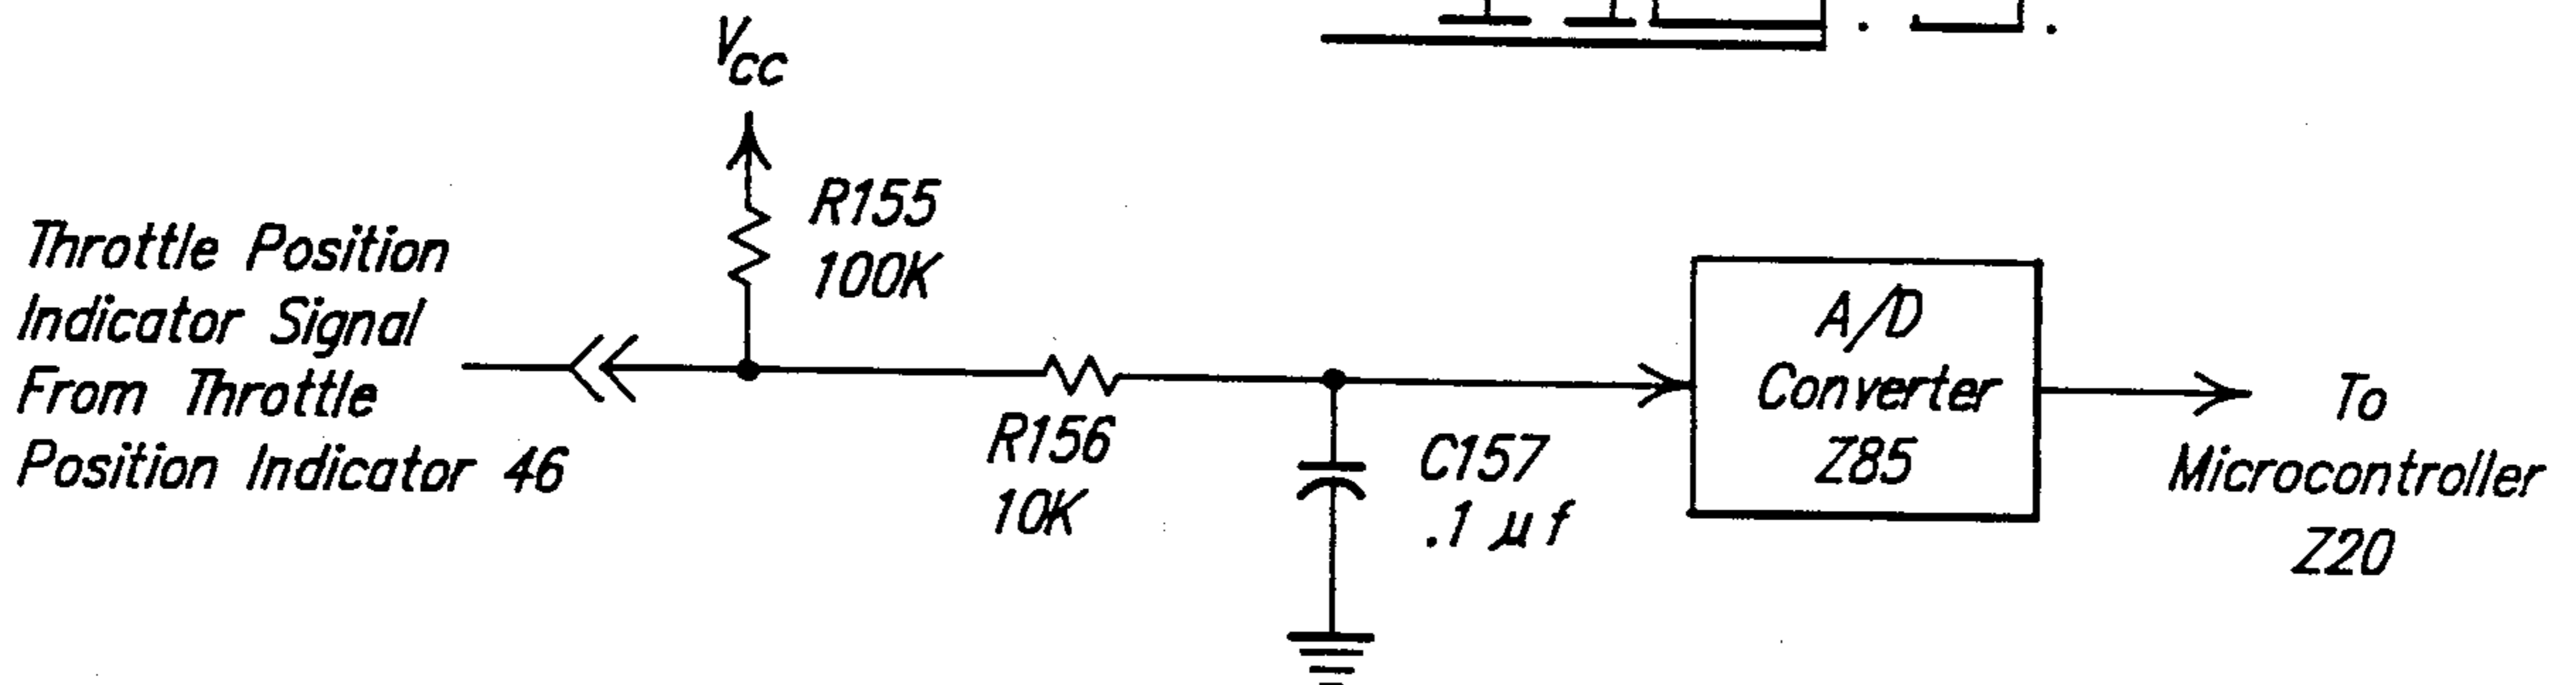 Vcc
R155
100K
Throttle Position
Indicator Signal
From Throttle
Position Indicator 46
R156
10K
C157
.1 μf
A/D
Converter
Z85
To
Microcontroller
Z20